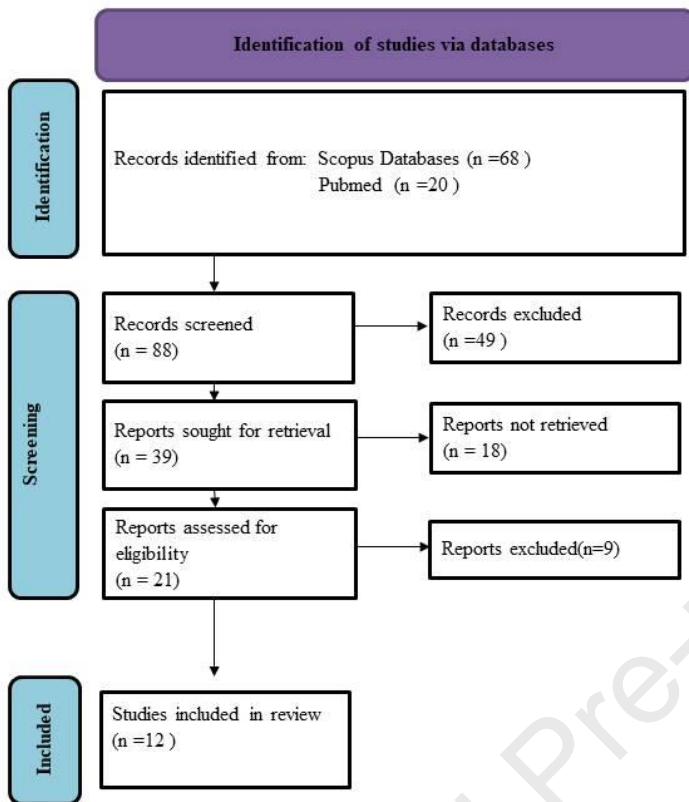 Identification of studies via databases
Identification
Records identified from: Scopus Databases (n =68 )
Pubmed (n =20 )
Screening
Records screened
(n = 88)
Records excluded
(n =49 )
Reports sought for retrieval
(n = 39)
Reports not retrieved
(n = 18)
Reports assessed for
eligibility
(n = 21)
Reports excluded(n=9)
Included
Studies included in review
(n =12 )
Pre-